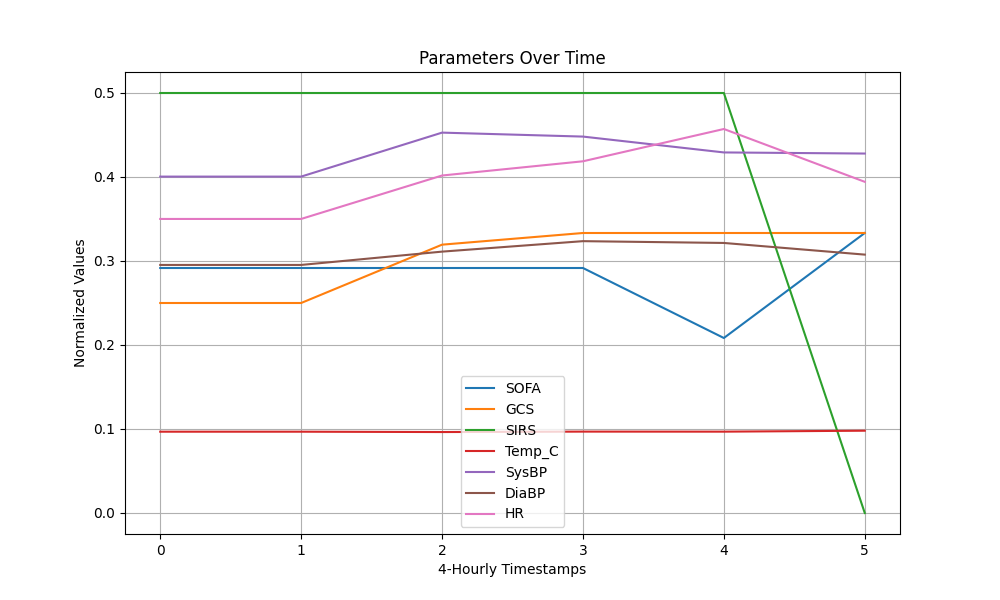 Parameters Over Time
Normalized Values
0.5
0.4
0.3
0.2
0.1
0.0
SOFA
GCS
SIRS
Temp_C
SysBP
DiaBP
HR
0 1 2 3 4 5
4-Hourly Timestamps